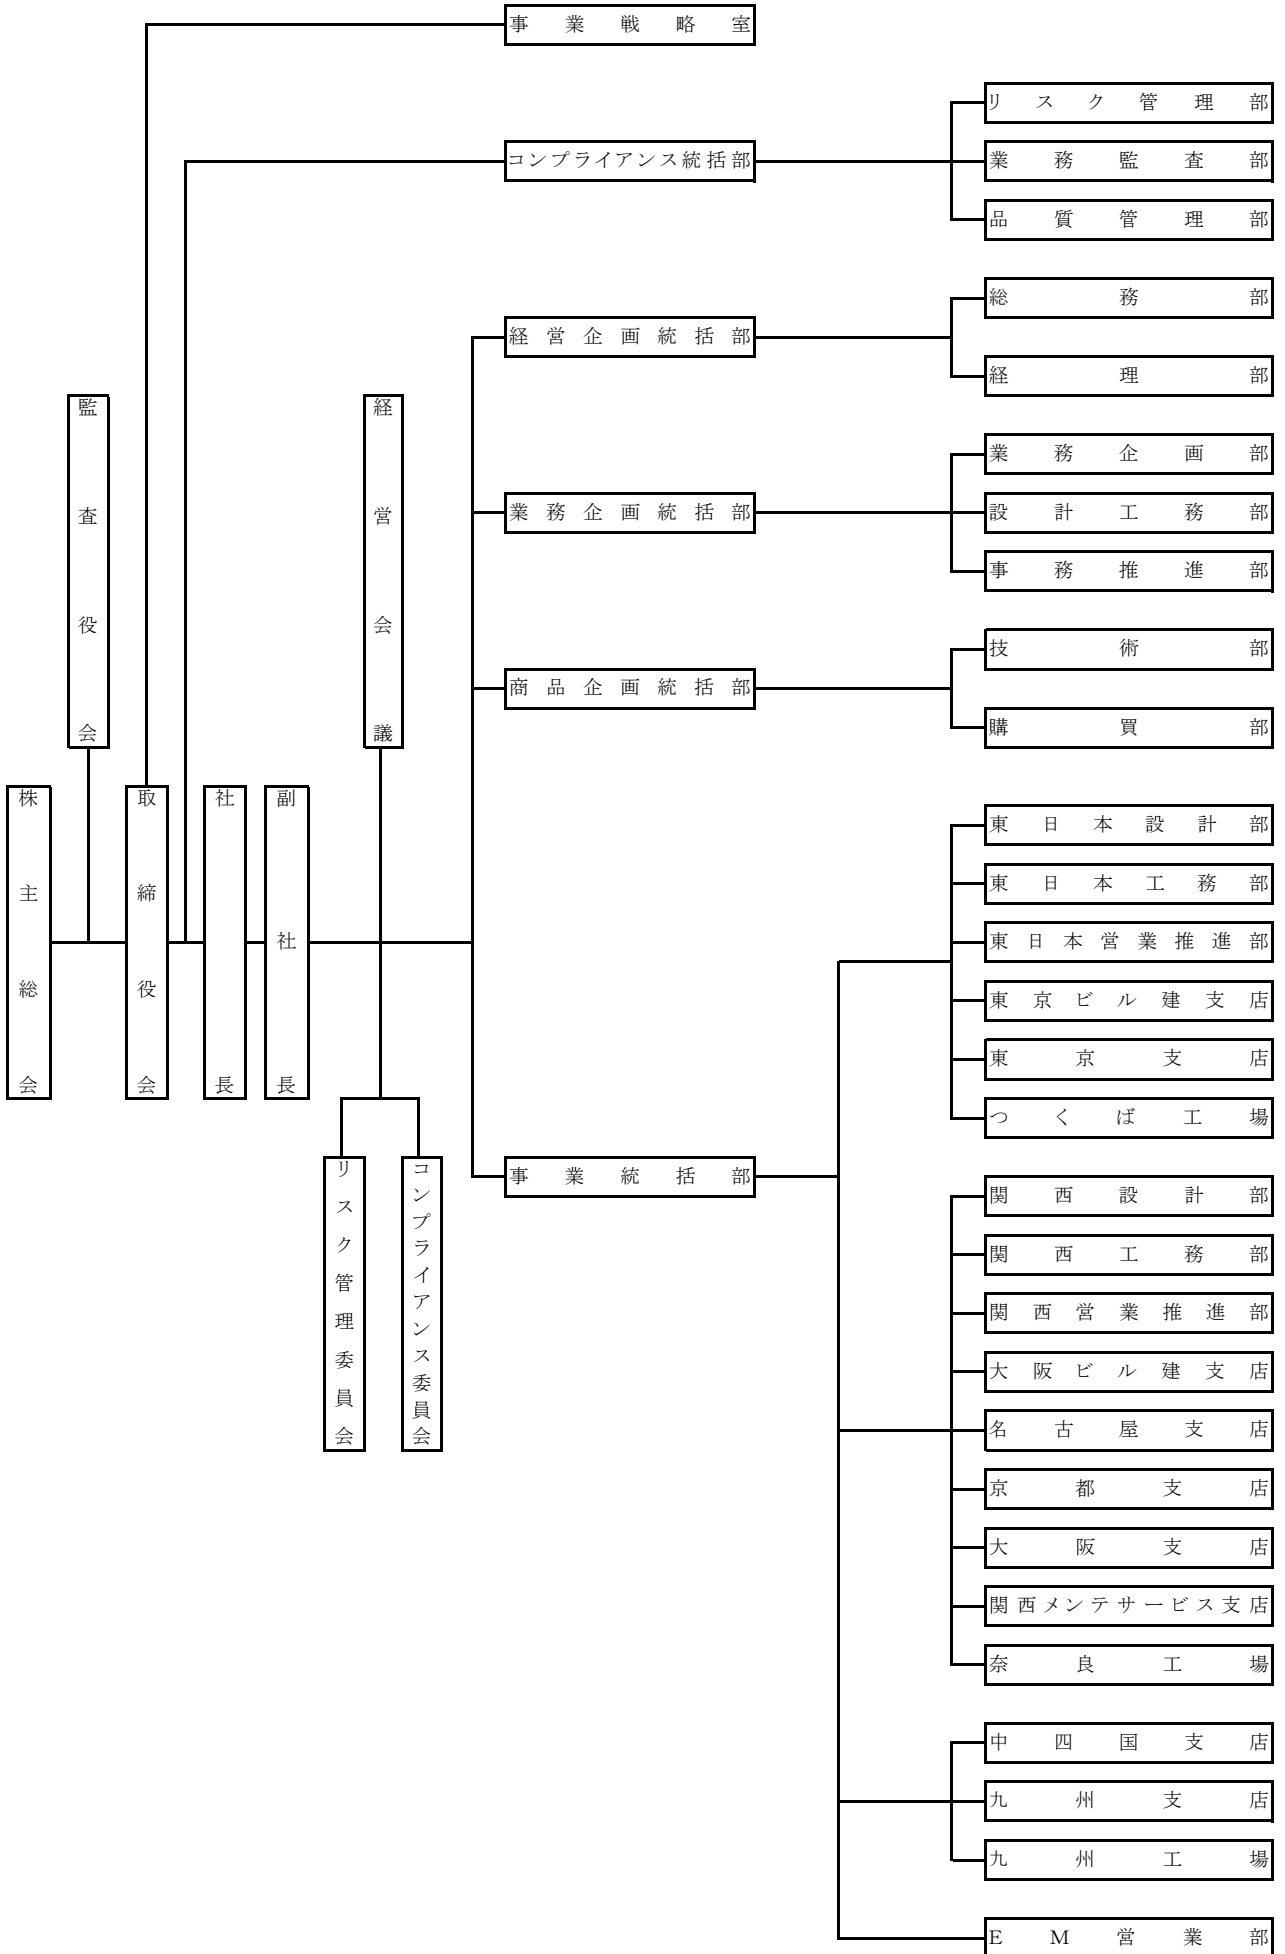 事業戦略室
リスク管理部
コンプライアンス統括部
業務監査部
品質管理部
総務部
経営企画統括部
経理部
監査役会
経営会議
業務企画部
業務企画統括部
設計工務部
事務推進部
技術部
商品企画統括部
購買部
株主総会
取締役会
社長
副社長
東日本設計部
東日本工務部
東日本営業推進部
東京ビル建支店
東京支店
つくば工場
リスク管理委員会
コンプライアンス委員会
事業統括部
関西設計部
関西工務部
関西営業推進部
大阪ビル建支店
名古屋支店
京都支店
大阪支店
関西メンテサービス支店
奈良工場
中四国支店
九州支店
九州工場
EM営業部